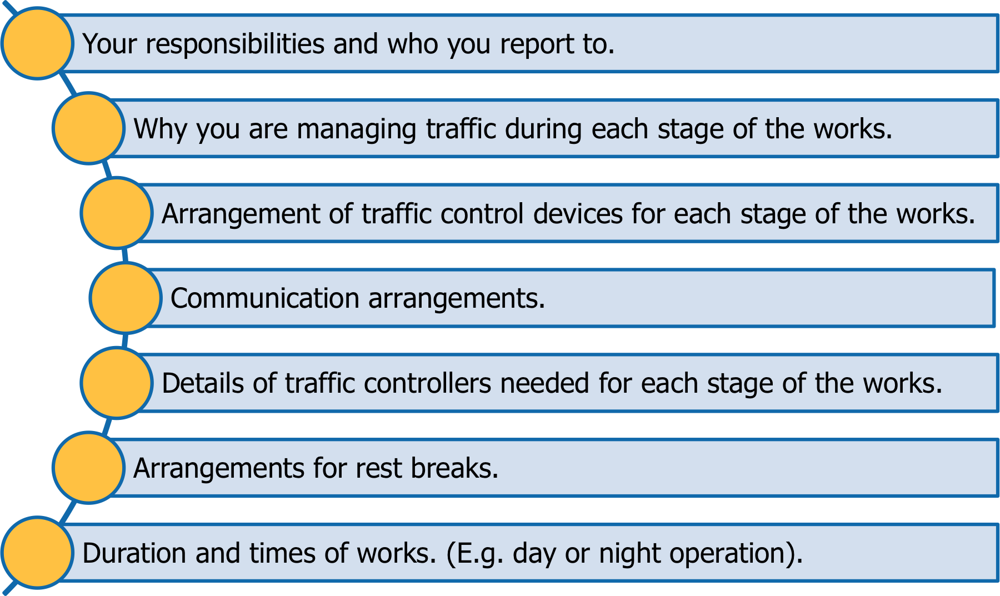 Your responsibilities and who you report to.
Why you are managing traffic during each stage of the works.
Arrangement of traffic control devices for each stage of the works.
Communication arrangements.
Details of traffic controllers needed for each stage of the works.
Arrangements for rest breaks.
Duration and times of works. (E.g. day or night operation).